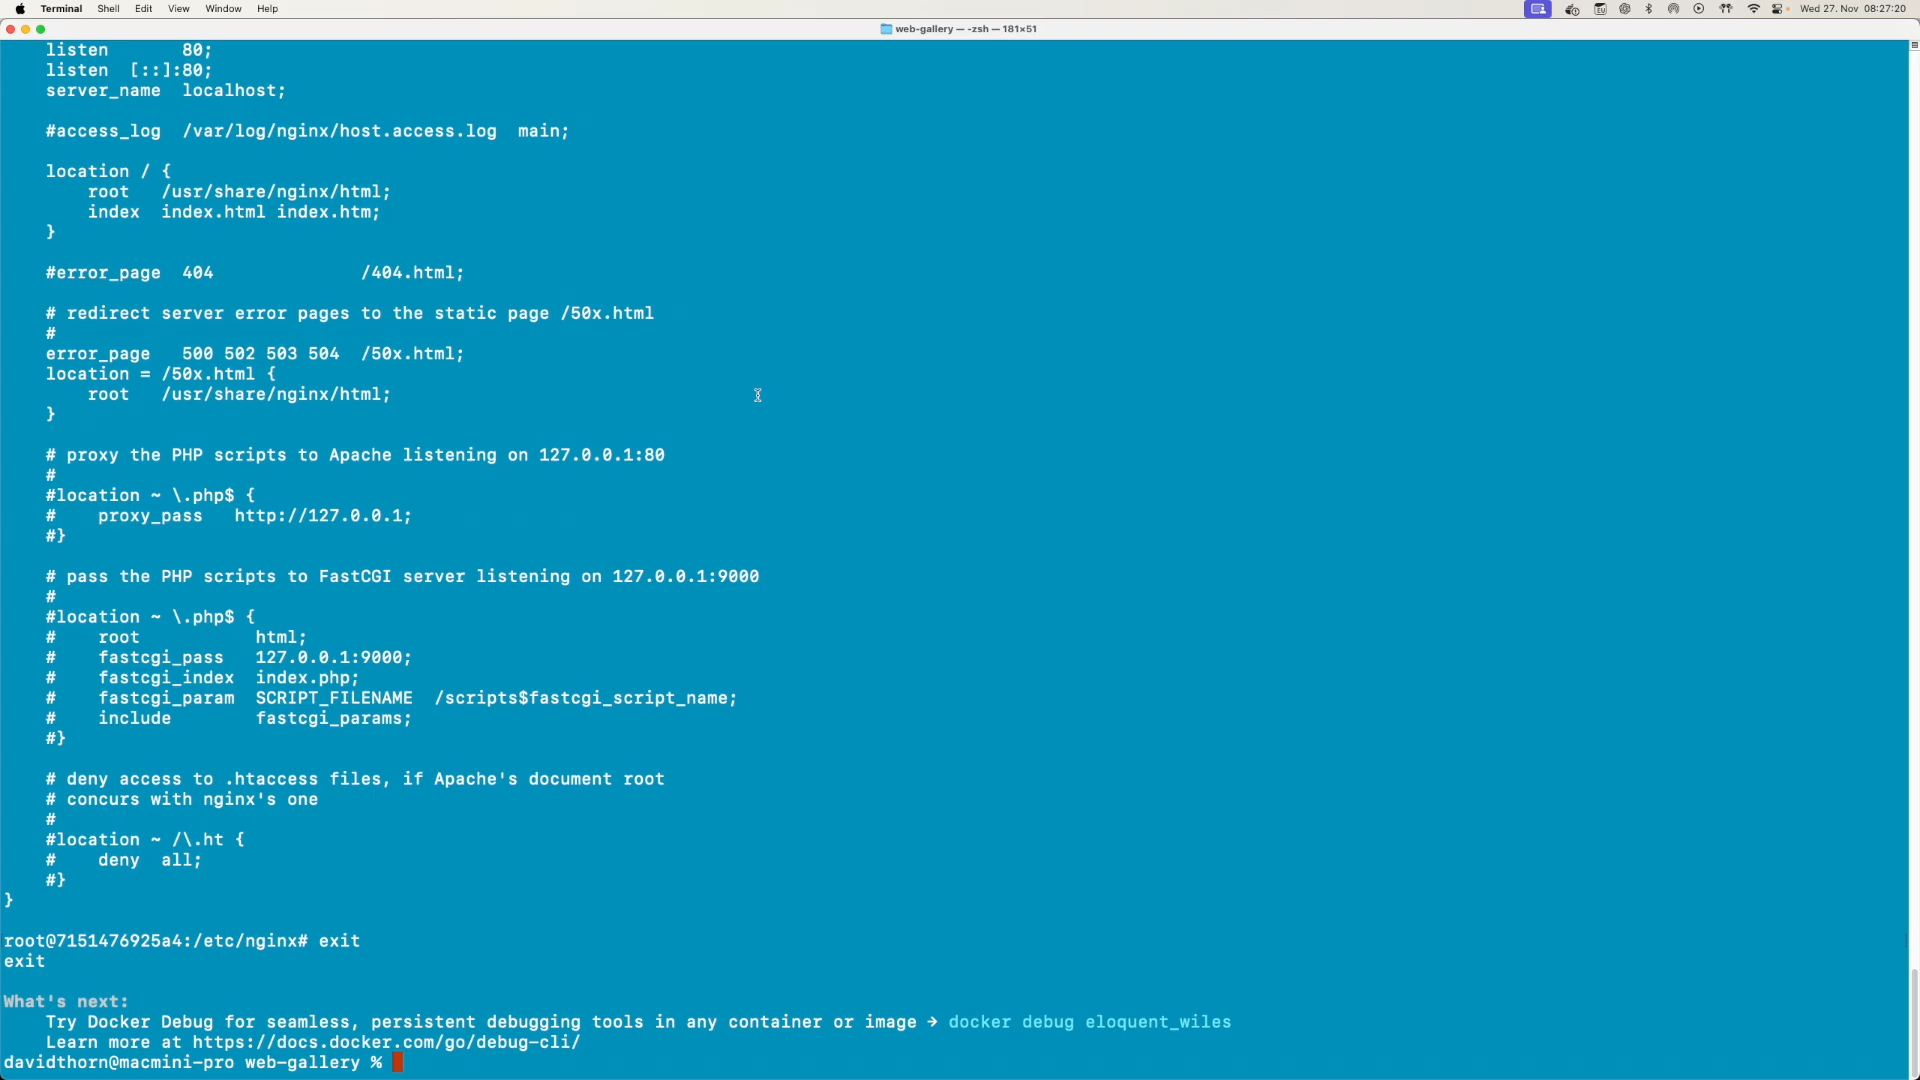 Terminal Shell Edit View Window Help Wed 27. Nov 08:27:20
web-gallery — -zsh — 181×51
    listen       80;
    listen  [::]:80;
    server_name  localhost;

    #access_log  /var/log/nginx/host.access.log  main;

    location / {
        root   /usr/share/nginx/html;
        index  index.html index.htm;
    }

    #error_page  404              /404.html;

    # redirect server error pages to the static page /50x.html
    #
    error_page   500 502 503 504  /50x.html;
    location = /50x.html {
        root   /usr/share/nginx/html;
    }

    # proxy the PHP scripts to Apache listening on 127.0.0.1:80
    #
    #location ~ \.php$ {
    #    proxy_pass   http://127.0.0.1;
    #}

    # pass the PHP scripts to FastCGI server listening on 127.0.0.1:9000
    #
    #location ~ \.php$ {
    #    root           html;
    #    fastcgi_pass   127.0.0.1:9000;
    #    fastcgi_index  index.php;
    #    fastcgi_param  SCRIPT_FILENAME  /scripts$fastcgi_script_name;
    #    include        fastcgi_params;
    #}

    # deny access to .htaccess files, if Apache's document root
    # concurs with nginx's one
    #
    #location ~ /\.ht {
    #    deny  all;
    #}
}

root@7151476925a4:/etc/nginx# exit
exit

What's next:
    Try Docker Debug for seamless, persistent debugging tools in any container or image → docker debug eloquent_wiles
    Learn more at https://docs.docker.com/go/debug-cli/
davidthorn@macmini-pro web-gallery %